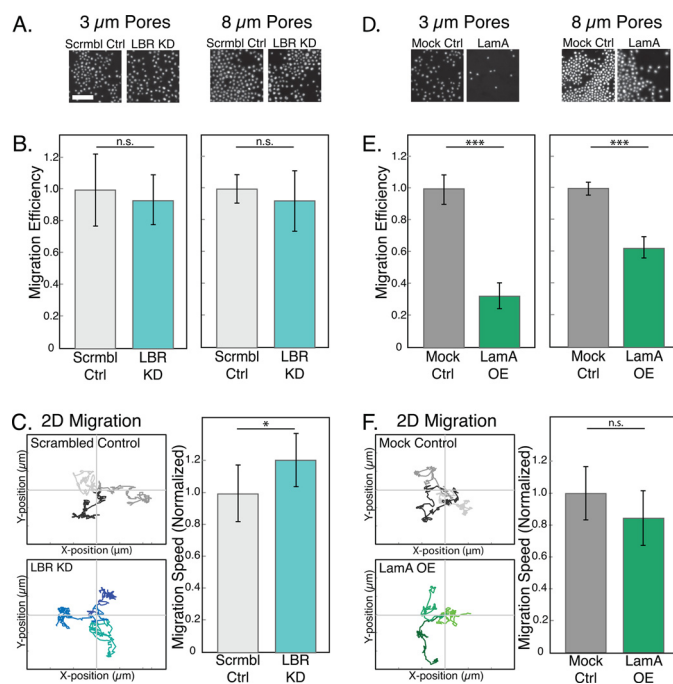 A.
3 µm Pores
8 µm Pores
Scrmbl Ctrl
LBR KD
Scrmbl Ctrl
LBR KD
D.
3 µm Pores
8 µm Pores
Mock Ctrl
LamA
Mock Ctrl
LamA
B.
Migration Efficiency
1.2
1.0
0.8
0.6
0.4
0.2
0
n.s.
n.s.
Scrmbl
Ctrl
LBR
KD
Scrmbl
Ctrl
LBR
KD
E.
Migration Efficiency
1.2
1.0
0.8
0.6
0.4
0.2
0
***
***
Mock
Ctrl
LamA
OE
Mock
Ctrl
LamA
OE
C.
2D Migration
Scrambled Control
Y-position (µm)
X-position (µm)
LBR KD
Y-position (µm)
X-position (µm)
Migration Speed (Normalized)
1.2
1.0
0.8
1.2
0.4
0.2
0
*
Scrmbl
Ctrl
LBR
KD
F.
2D Migration
Mock Control
Y-position (µm)
X-position (µm)
LamA OE
Y-position (µm)
X-position (µm)
Migration Speed (Normalized)
1.2
1.0
0.8
1.2
0.4
0.2
0
n.s.
Mock
Ctrl
LamA
OE